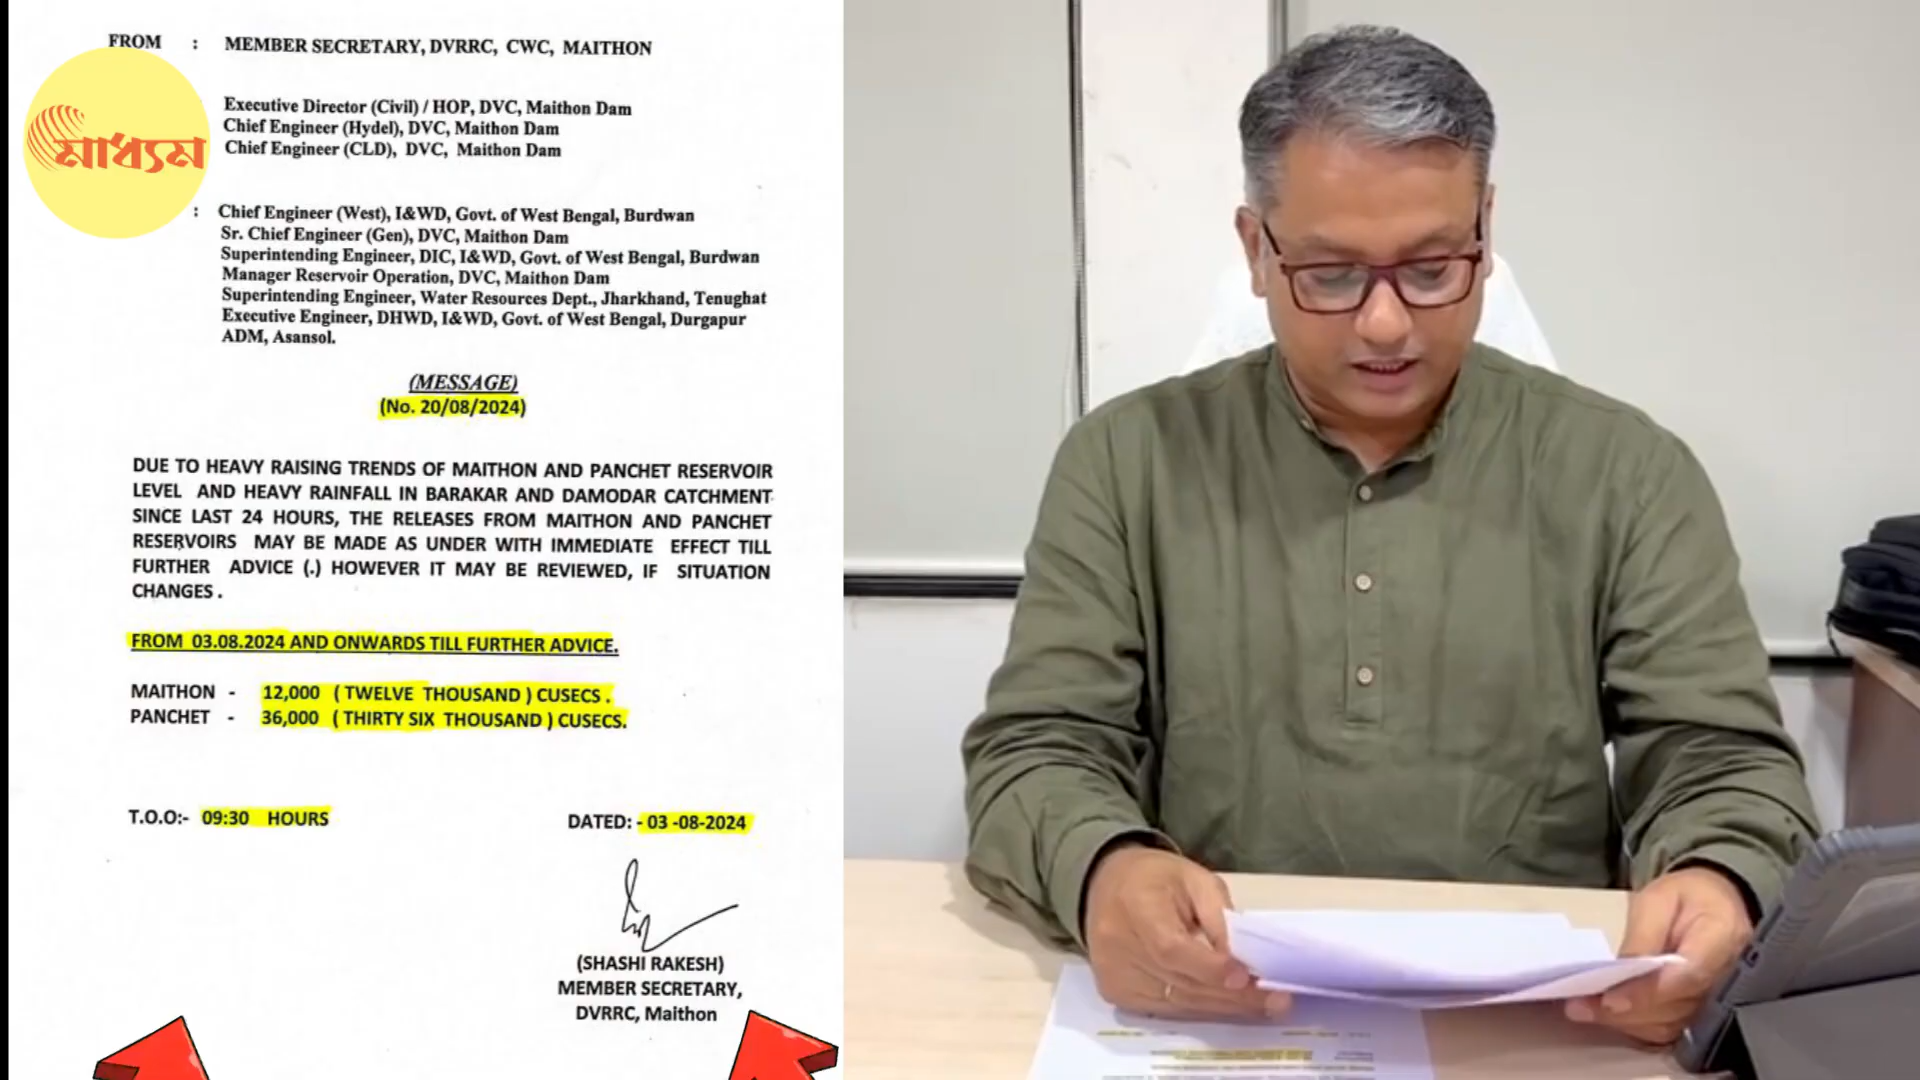 FROM : MEMBER SECRETARY, DVRRC, CWC, MAITHON
মাধ্যম
Executive Director (Civil) / HOP, DVC, Maithon Dam
Chief Engineer (Hydel), DVC, Maithon Dam
Chief Engineer (CLD), DVC, Maithon Dam
: Chief Engineer (West), I&WD, Govt. of West Bengal, Burdwan
Sr. Chief Engineer (Gen), DVC, Maithon Dam
Superintending Engineer, DIC, I&WD, Govt. of West Bengal, Burdwan
Manager Reservoir Operation, DVC, Maithon Dam
Superintending Engineer, Water Resources Dept., Jharkhand, Tenughat
Executive Engineer, DHWD, I&WD, Govt. of West Bengal, Durgapur
ADM, Asansol.
(MESSAGE)
(No. 20/08/2024)
DUE TO HEAVY RAISING TRENDS OF MAITHON AND PANCHET RESERVOIR
LEVEL AND HEAVY RAINFALL IN BARAKAR AND DAMODAR CATCHMENT
SINCE LAST 24 HOURS, THE RELEASES FROM MAITHON AND PANCHET
RESERVOIRS MAY BE MADE AS UNDER WITH IMMEDIATE EFFECT TILL
FURTHER ADVICE (.) HOWEVER IT MAY BE REVIEWED, IF SITUATION
CHANGES .
FROM 03.08.2024 AND ONWARDS TILL FURTHER ADVICE.
MAITHON - 12,000 ( TWELVE THOUSAND ) CUSECS .
PANCHET - 36,000 ( THIRTY SIX THOUSAND ) CUSECS.
T.O.O:- 09:30 HOURS DATED: - 03 -08-2024
(SHASHI RAKESH)
MEMBER SECRETARY,
DVRRC, Maithon